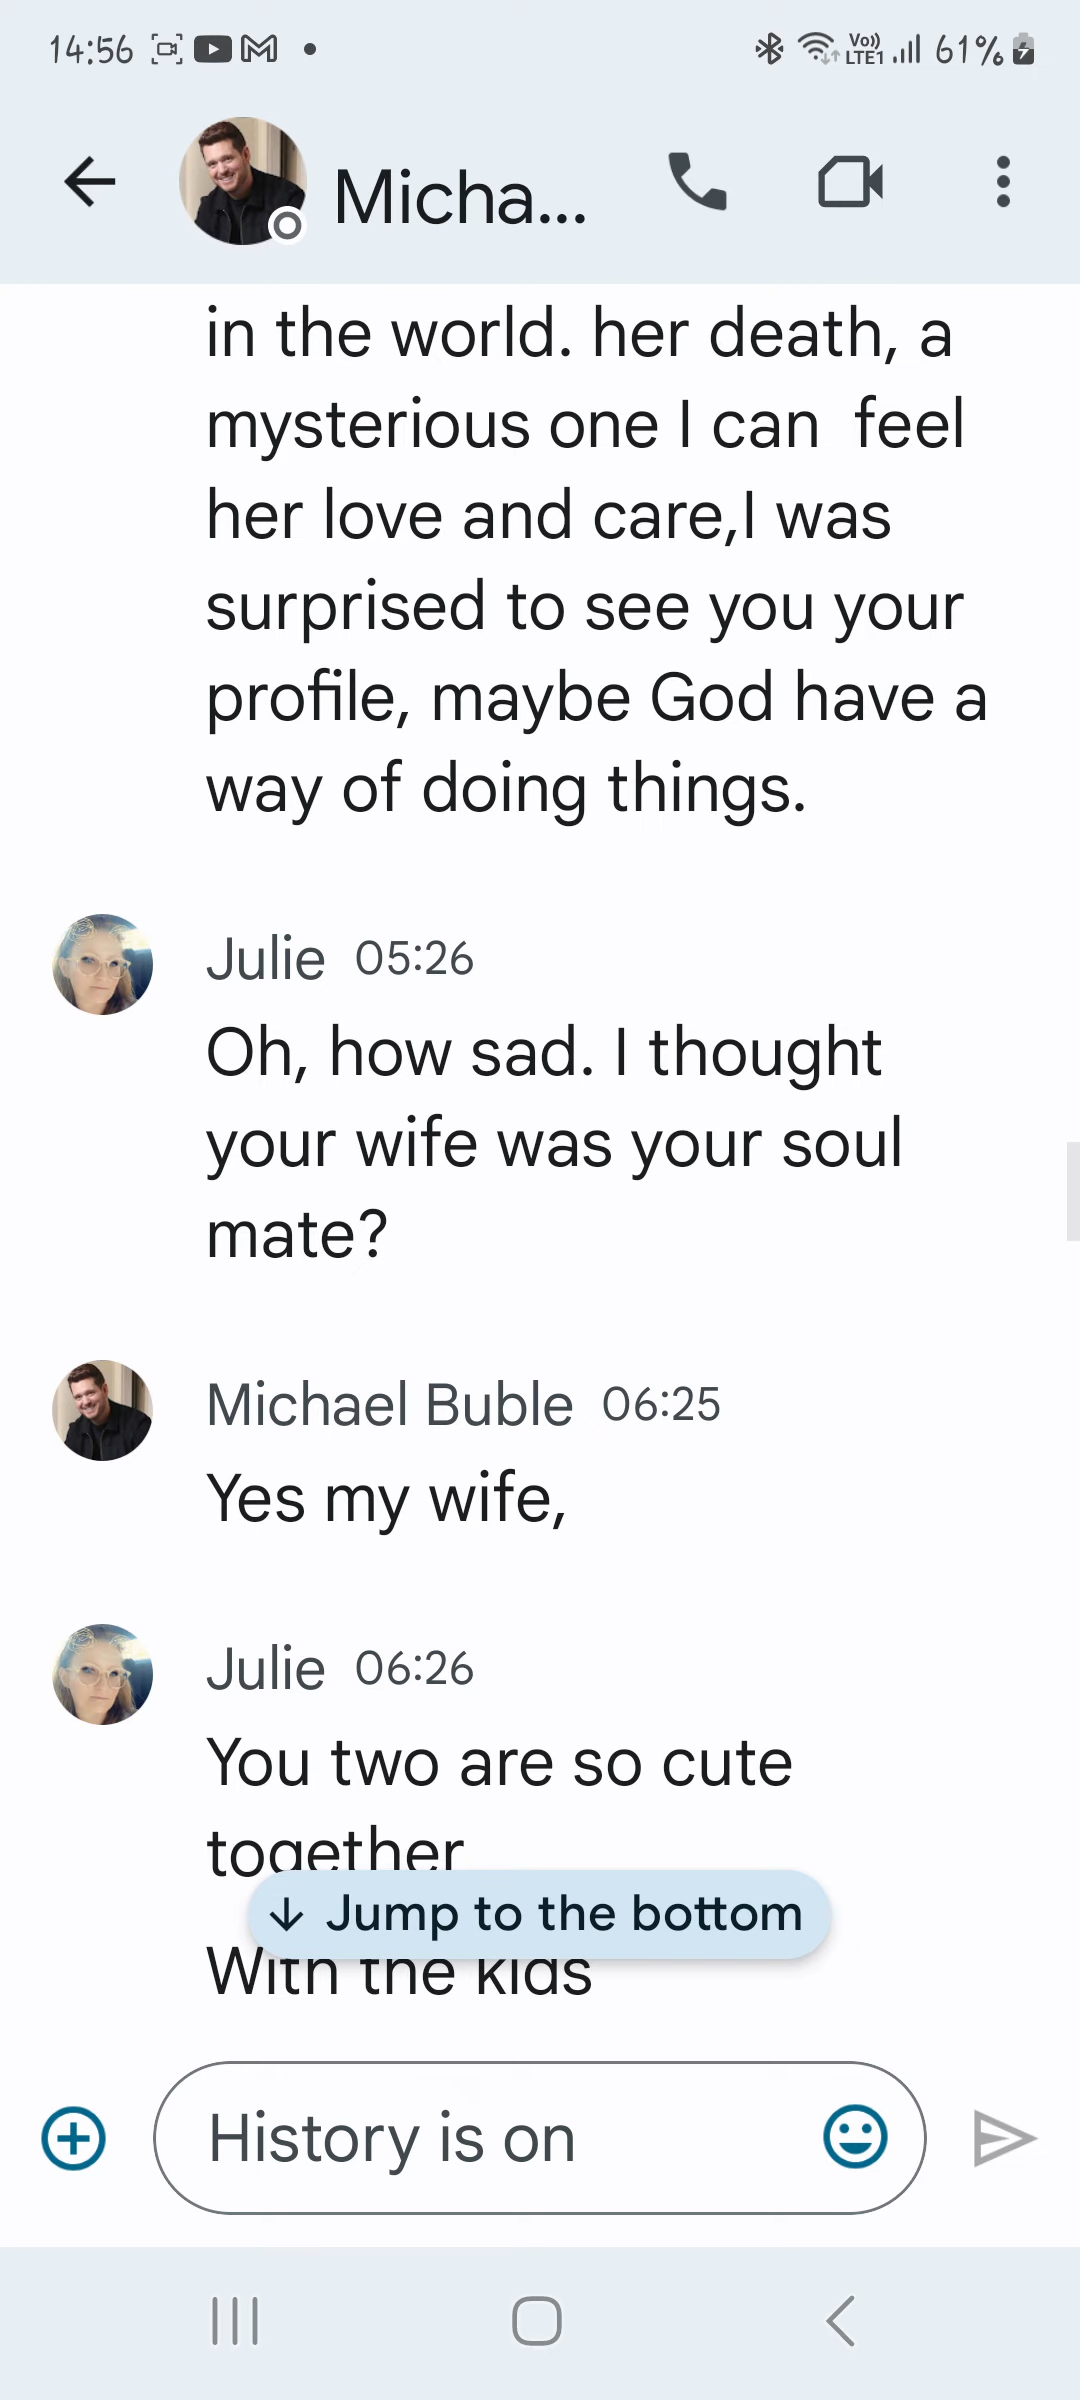 14:56
Vo))
LTE1
61%
Micha...
in the world. her death, a
mysterious one I can  feel
her love and care,I was
surprised to see you your
profile, maybe God have a
way of doing things.
Julie 05:26
Oh, how sad. I thought
your wife was your soul
mate?
Michael Buble 06:25
Yes my wife,
Julie 06:26
You two are so cute
together
Jump to the bottom
With the kids
History is on